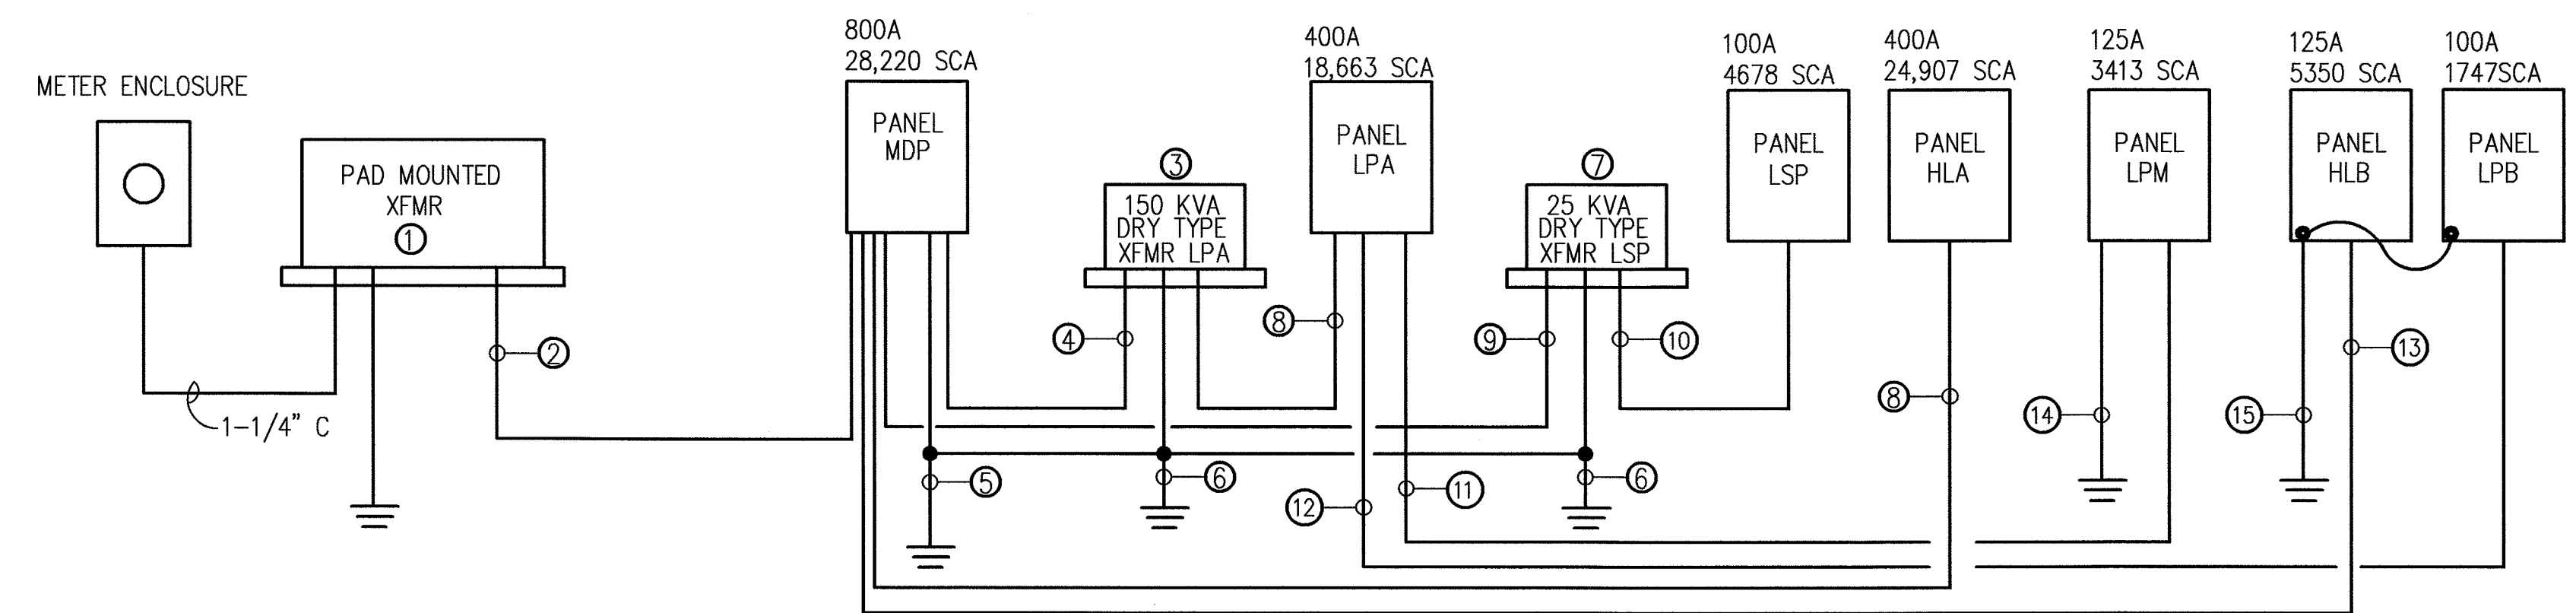 METER ENCLOSURE
PAD MOUNTED
XFMR
1
1-1/4" C
2
800A
28,220 SCA
PANEL
MDP
3
150 KVA
DRY TYPE
XFMR LPA
4
5
6
400A
18,663 SCA
PANEL
LPA
8
12
11
7
25 KVA
DRY TYPE
XFMR LSP
9
10
6
100A
4678 SCA
PANEL
LSP
400A
24,907 SCA
PANEL
HLA
8
125A
3413 SCA
PANEL
LPM
14
125A
5350 SCA
PANEL
HLB
15
13
100A
1747SCA
PANEL
LPB